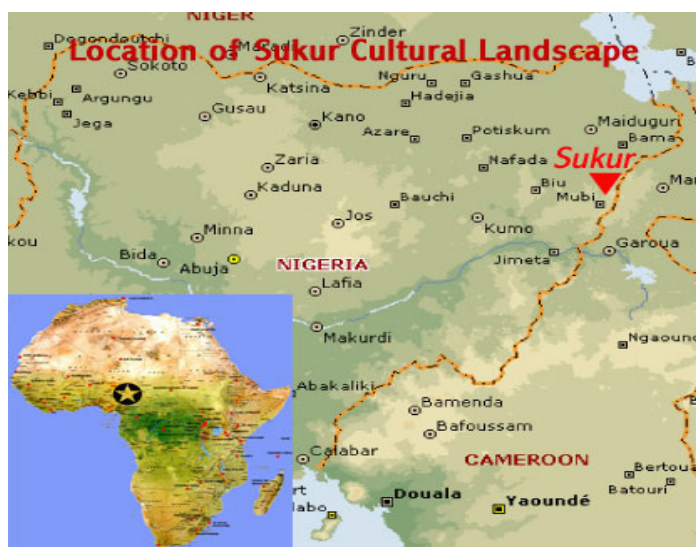 NIGER
Location of Sukur Cultural Landscape
Zinder
Dogondoutchi
Maradi
Sokoto
Katsina
Nguru
Gashua
Kebbi
Argungu
Hadejia
Jega
Gusau
Kano
Maiduguri
Azare
Potiskum
Bama
Sukur
Zaria
Nafada
Kaduna
Biu
Mubi
Bauchi
Minna
Jos
Kumo
Bida
Abuja
NIGERIA
Jimeta
Garoua
Lafia
Makurdi
Abakaliki
Bamenda
Bafoussam
Calabar
CAMEROON
Douala
Yaoundé
Batouri